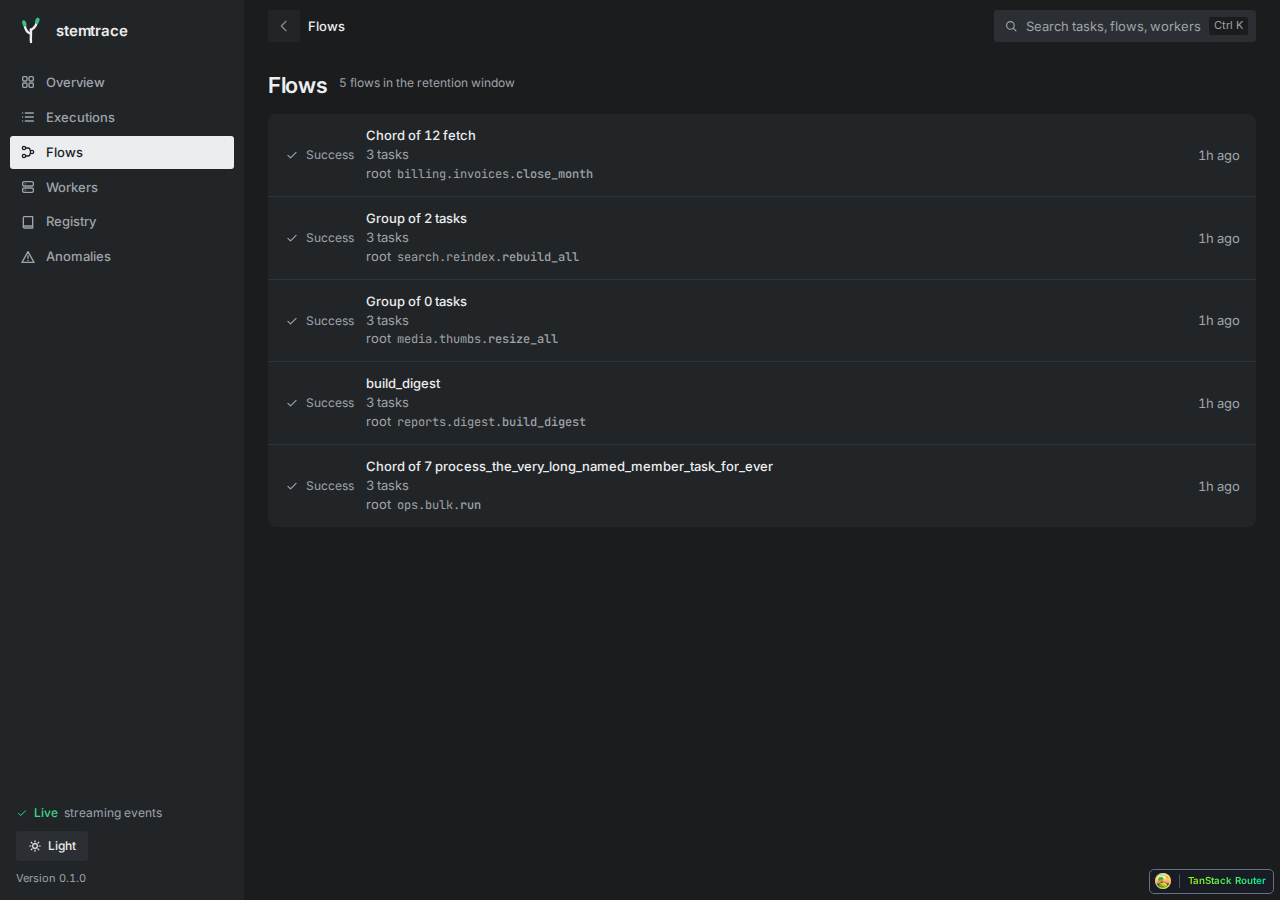 stemtrace
Overview
Executions
Flows
Workers
Registry
Anomalies
Live streaming events
Light
Version 0.1.0
Flows
Search tasks, flows, workers Ctrl K
Flows 5 flows in the retention window
Success
Chord of 12 fetch
3 tasks
root billing.invoices.close_month
1h ago
Success
Group of 2 tasks
3 tasks
root search.reindex.rebuild_all
1h ago
Success
Group of 0 tasks
3 tasks
root media.thumbs.resize_all
1h ago
Success
build_digest
3 tasks
root reports.digest.build_digest
1h ago
Success
Chord of 7 process_the_very_long_named_member_task_for_ever
3 tasks
root ops.bulk.run
1h ago
TanStack Router